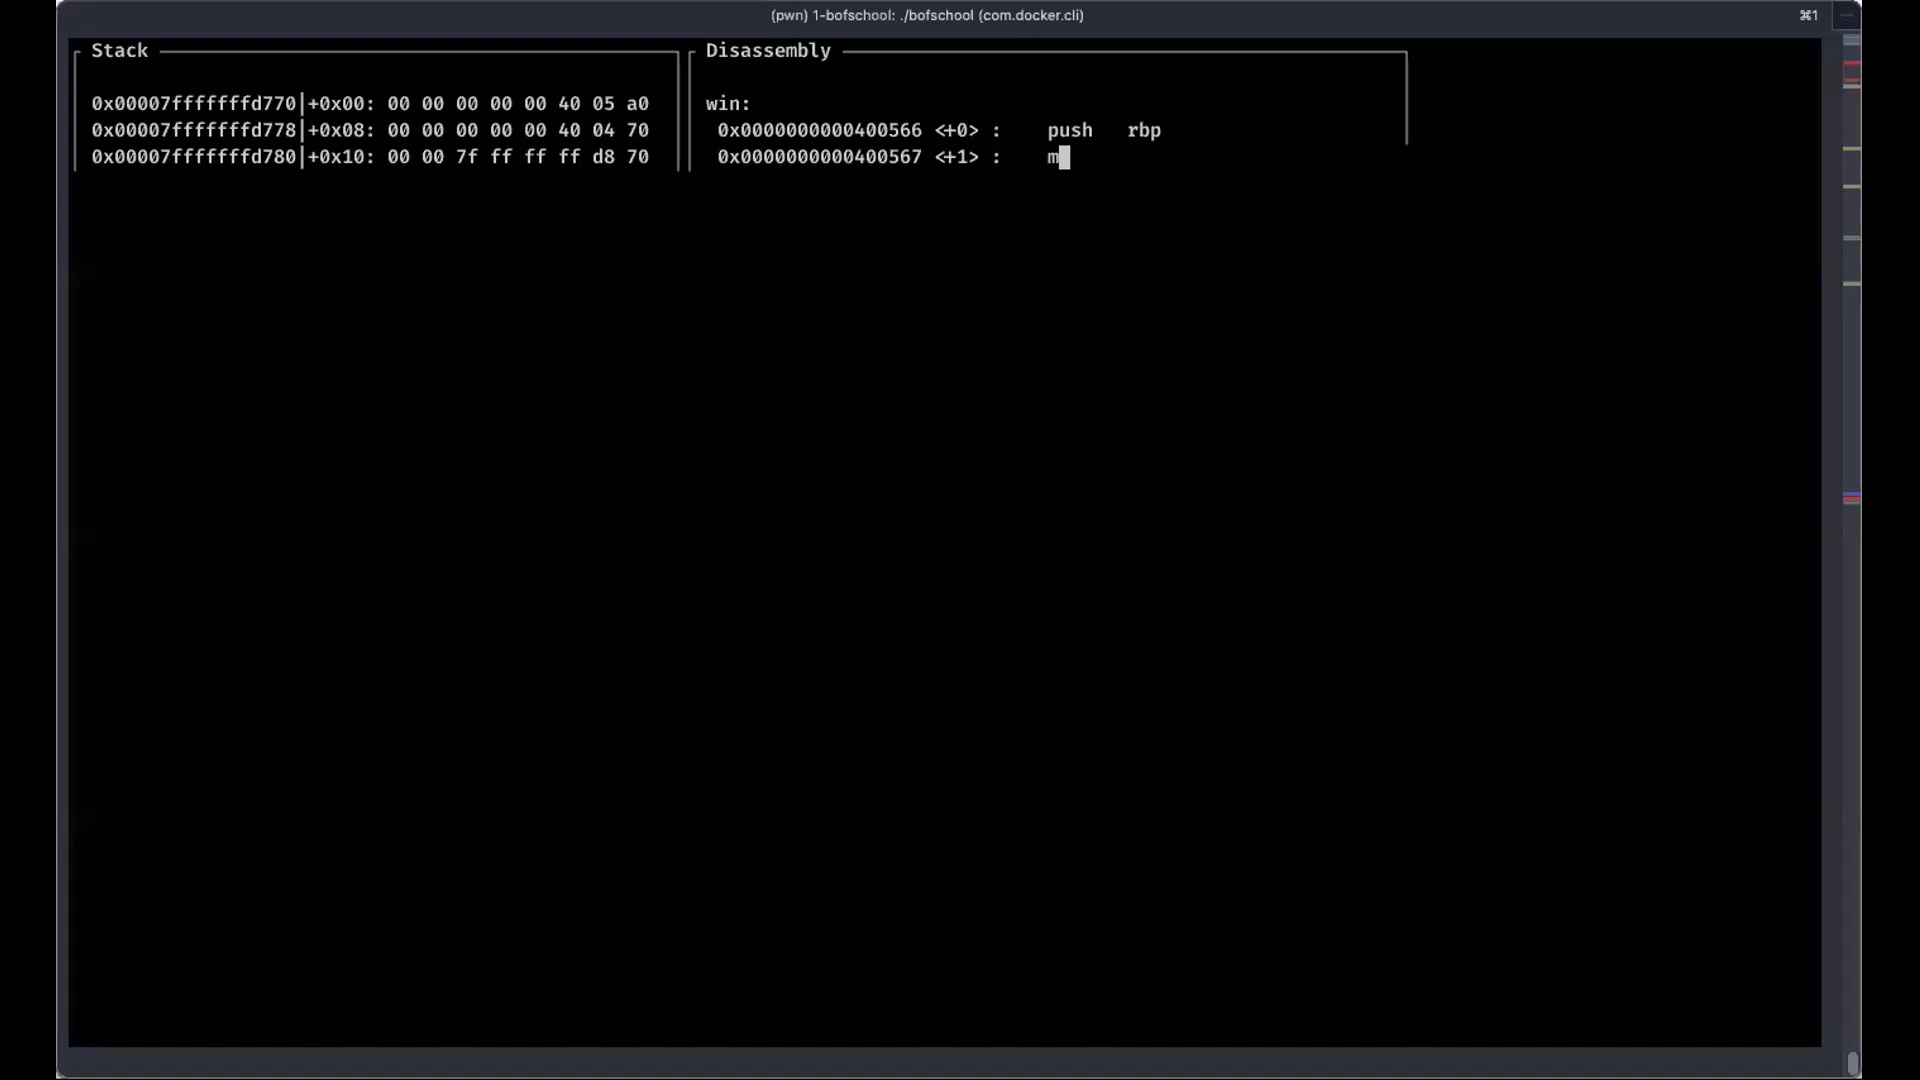 (pwn) 1-bofschool: ./bofschool (com.docker.cli) ⌘1
Stack Disassembly
0x00007fffffffd770|+0x00: 00 00 00 00 00 40 05 a0 win:
0x00007fffffffd778|+0x08: 00 00 00 00 00 40 04 70 0x0000000000400566 <+0> : push rbp
0x00007fffffffd780|+0x10: 00 00 7f ff ff ff d8 70 0x0000000000400567 <+1> : m